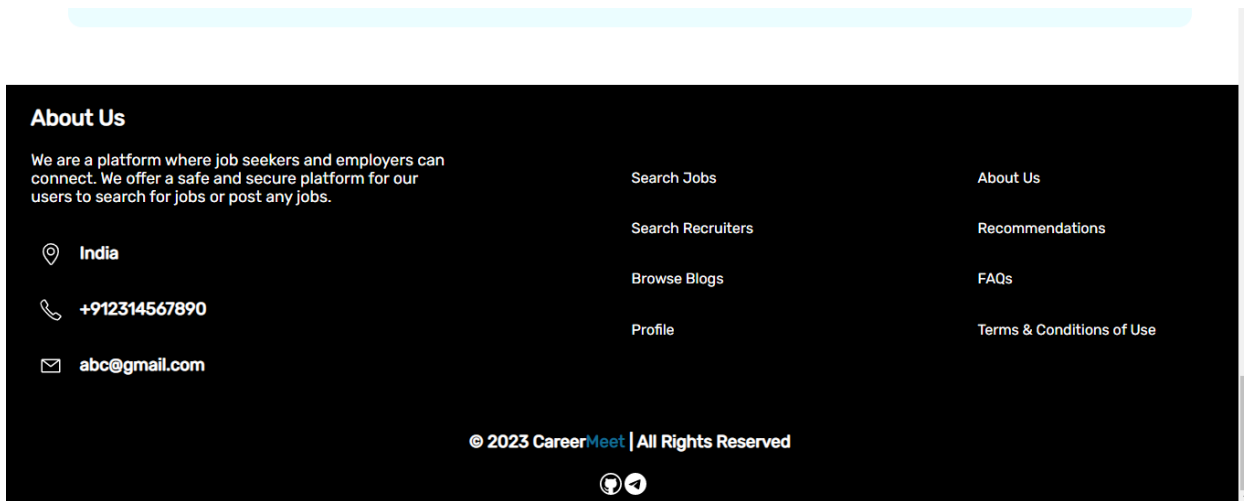 About Us
We are a platform where job seekers and employers can
connect. We offer a safe and secure platform for our
users to search for jobs or post any jobs.
India
+912314567890
abc@gmail.com
Search Jobs
Search Recruiters
Browse Blogs
Profile
About Us
Recommendations
FAQs
Terms & Conditions of Use
© 2023 CareerMeet | All Rights Reserved